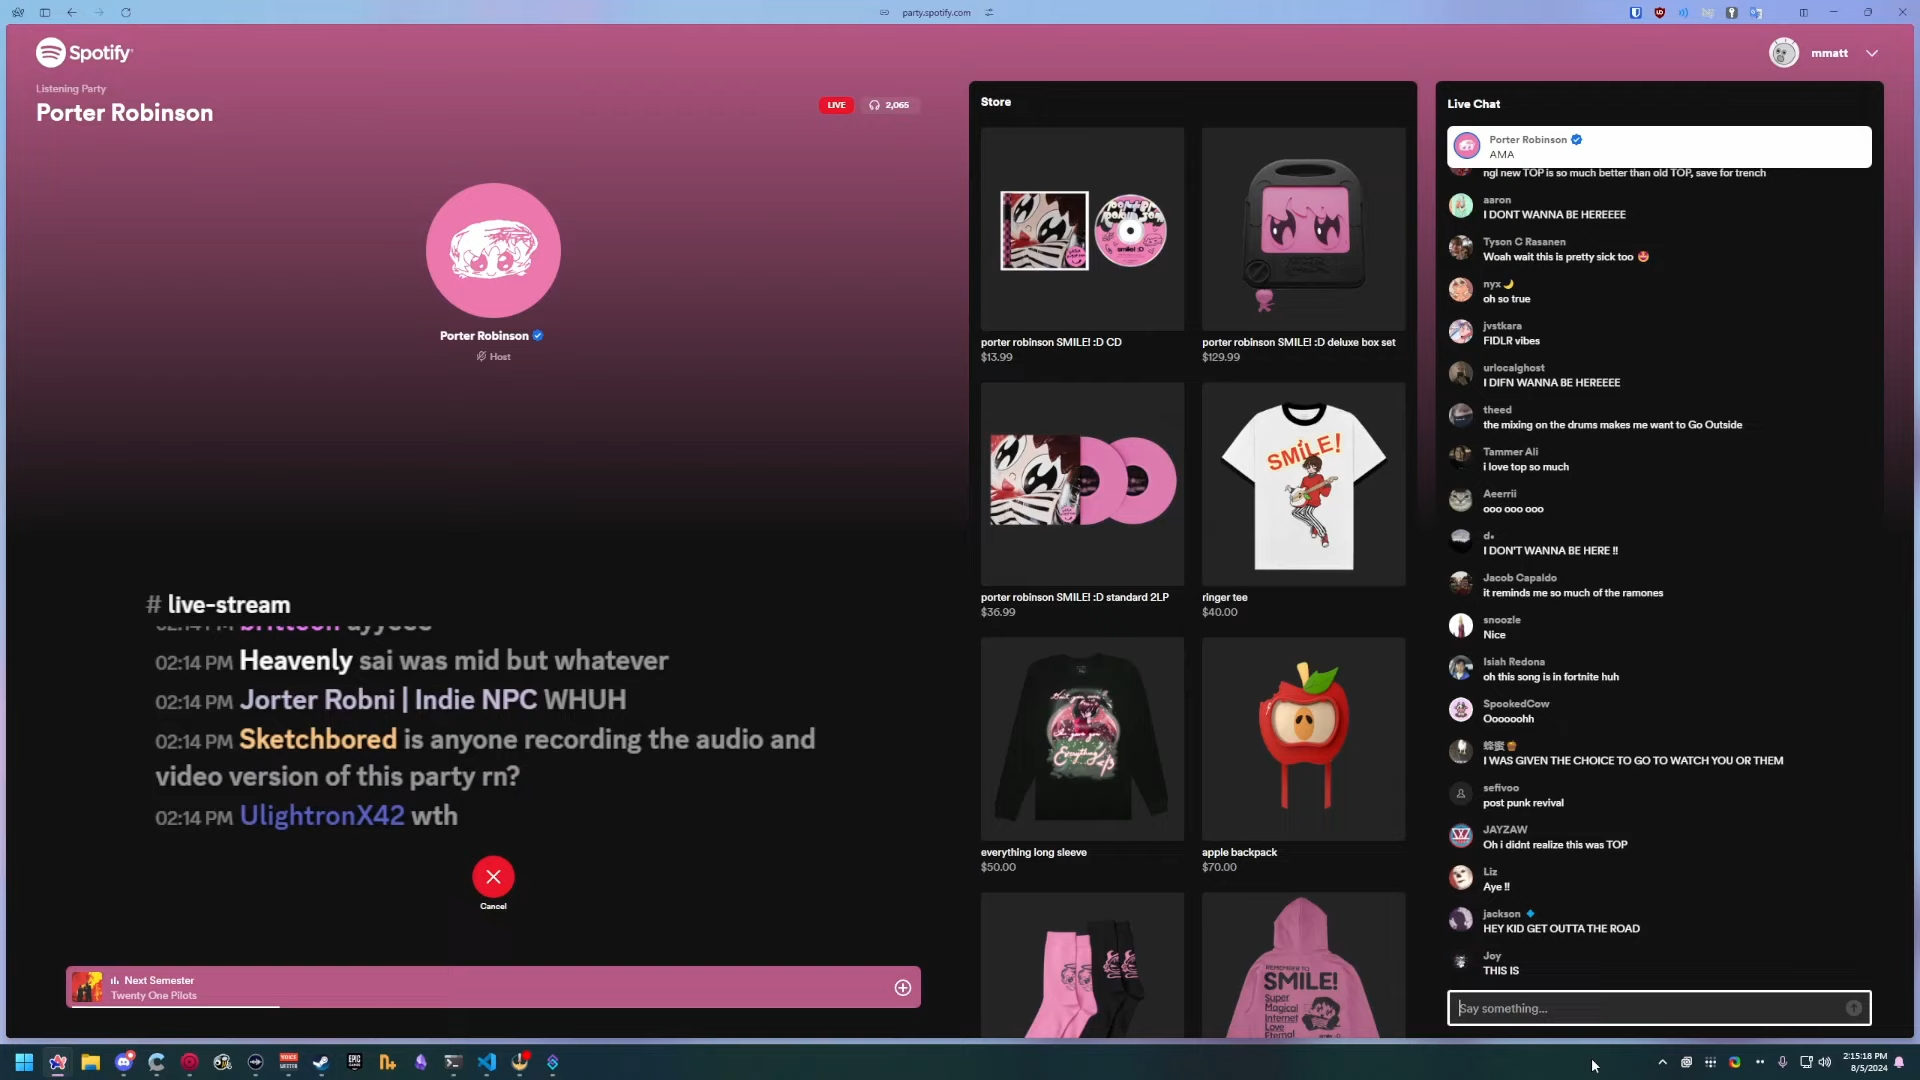 party.spotify.com
Spotify
mmatt
Listening Party
Porter Robinson
LIVE
2,065
Porter Robinson
Host
# live-stream
02:14 PM Heavenly sai was mid but whatever
02:14 PM Jorter Robni | Indie NPC WHUH
02:14 PM Sketchbored is anyone recording the audio and
video version of this party rn?
02:14 PM UlightronX42 wth
Cancel
Next Semester
Twenty One Pilots
Store
porter robinson SMILE! :D CD
$13.99
porter robinson SMILE! :D deluxe box set
$129.99
SMiLE!
porter robinson SMILE! :D standard 2LP
$36.99
ringer tee
$40.00
everything long sleeve
$50.00
apple backpack
$70.00
REMEMBER TO
SMILE!
Super
Magical
Internet
Love
Eternal
Live Chat
Porter Robinson
AMA
ngl new TOP is so much better than old TOP, save for trench
aaron
I DONT WANNA BE HEREEEE
Tyson C Rasanen
Woah wait this is pretty sick too 🤩
nyx 🌙
oh so true
jvstkara
FIDLR vibes
urlocalghost
I DIFN WANNA BE HEREEEE
theed
the mixing on the drums makes me want to Go Outside
Tammer Ali
i love top so much
Aeerrii
ooo ooo ooo
d•
I DON'T WANNA BE HERE !!
Jacob Capaldo
it reminds me so much of the ramones
snoozle
Nice
Isiah Redona
oh this song is in fortnite huh
SpookedCow
Oooooohh
I WAS GIVEN THE CHOICE TO GO TO WATCH YOU OR THEM
sefivoo
post punk revival
JAYZAW
Oh i didnt realize this was TOP
Liz
Aye !!
jackson 🔹
HEY KID GET OUTTA THE ROAD
Joy
THIS IS
Say something...
2:15:18 PM
8/5/2024